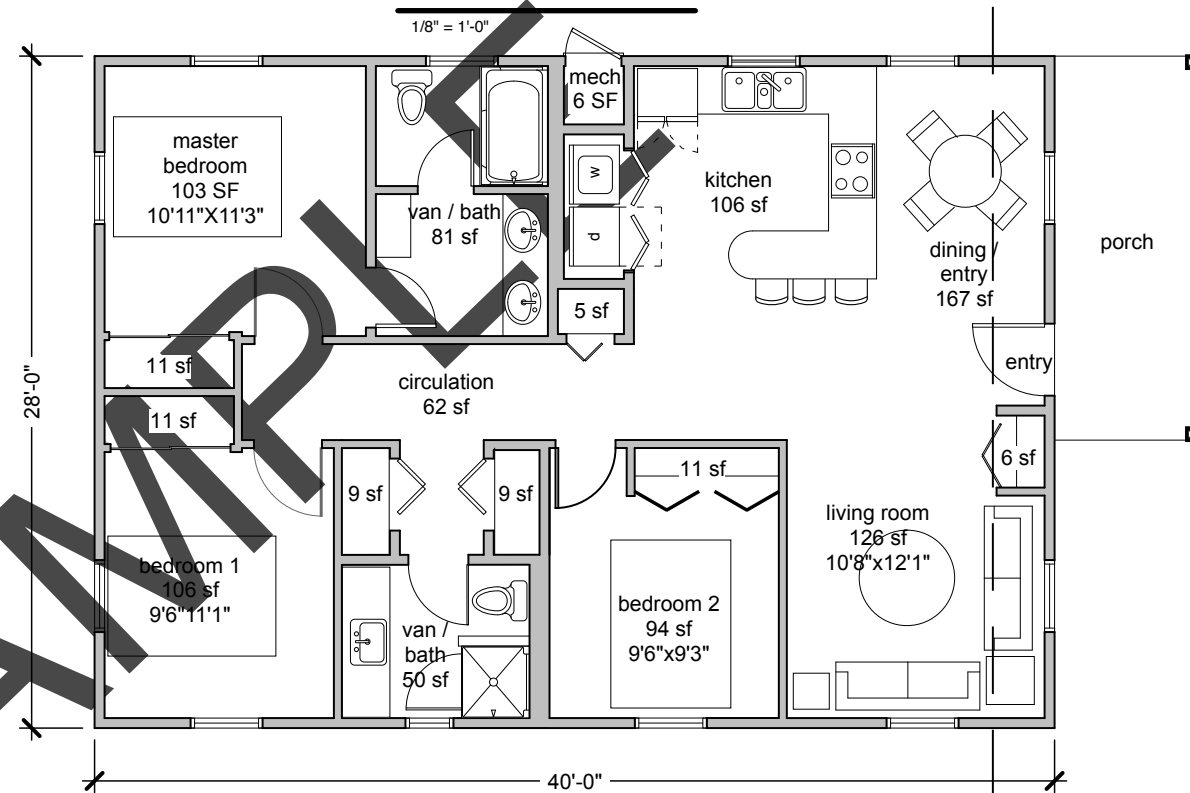 1/8" = 1'-0"
mech
6 SF
master
bedroom
103 SF
10'11"X11'3"
w
kitchen
106 sf
van / bath
81 sf
d
dining /
entry
167 sf
porch
28'-0"
5 sf
11 sf
entry
circulation
62 sf
11 sf
6 sf
9 sf
9 sf
11 sf
living room
126 sf
10'8"x12'1"
bedroom 1
106 sf
9'6"11'1"
bedroom 2
94 sf
9'6"x9'3"
van /
bath
50 sf
40'-0"
AMPLE